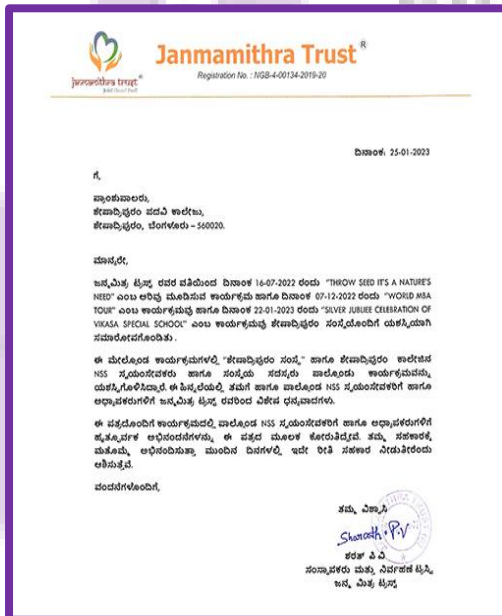 Janmamithra Trust ®
Registration No. : NGB-4-00134-2019-20
janmamithra trust
ದಿನಾಂಕ: 25-01-2023
ಗೆ,
ಪ್ರಾಂಶುಪಾಲರು,
ಶೇಷಾದ್ರಿಪುರಂ ಪದವಿ ಕಾಲೇಜು,
ಶೇಷಾದ್ರಿಪುರಂ, ಬೆಂಗಳೂರು – 560020.
ಮಾನ್ಯರೇ,
ಜನ್ಮಮಿತ್ರ ಟ್ರಸ್ಟ್ ರವರ ವತಿಯಿಂದ ದಿನಾಂಕ 16-07-2022 ರಂದು "THROW SEED IT'S A NATURE'S
NEED" ಎಂಬ ಅರಿವು ಮೂಡಿಸುವ ಕಾರ್ಯಕ್ರಮ ಹಾಗೂ ದಿನಾಂಕ 07-12-2022 ರಂದು "WORLD MBA
TOUR" ಎಂಬ ಕಾರ್ಯಕ್ರಮವು ಹಾಗೂ ದಿನಾಂಕ 22-01-2023 ರಂದು "SILVER JUBILEE CELEBRATION OF
VIKASA SPECIAL SCHOOL" ಎಂಬ ಕಾರ್ಯಕ್ರಮವು ಶೇಷಾದ್ರಿಪುರಂ ಸಂಸ್ಥೆಯೊಂದಿಗೆ ಯಶಸ್ವಿಯಾಗಿ
ಸಮಾರೋಪಗೊಂಡಿತ್ತು .
ಈ ಮೇಲ್ಕಂಡ ಕಾರ್ಯಕ್ರಮಗಳಲ್ಲಿ "ಶೇಷಾದ್ರಿಪುರಂ ಸಂಸ್ಥೆ" ಹಾಗೂ ಶೇಷಾದ್ರಿಪುರಂ ಕಾಲೇಜಿನ
NSS ಸ್ವಯಂಸೇವಕರು ಹಾಗೂ ಸಂಸ್ಥೆಯ ಸದಸ್ಯರು ಪಾಲ್ಗೊಂಡು ಕಾರ್ಯಕ್ರಮವನ್ನು
ಯಶಸ್ವಿಗೊಳಿಸಿದ್ದಾರೆ. ಈ ಹಿನ್ನಲೆಯಲ್ಲಿ ತಮಗೆ ಹಾಗೂ ಪಾಲ್ಗೊಂಡ NSS ಸ್ವಯಂಸೇವಕರಿಗೆ ಹಾಗೂ
ಅಧ್ಯಾಪಕರುಗಳಿಗೆ ಜನ್ಮಮಿತ್ರ ಟ್ರಸ್ಟ್ ರವರಿಂದ ವಿಶೇಷ ಧನ್ಯವಾದಗಳು.
ಈ ಪತ್ರದೊಂದಿಗೆ ಕಾರ್ಯಕ್ರಮದಲ್ಲಿ ಪಾಲ್ಗೊಂಡ NSS ಸ್ವಯಂಸೇವಕರಿಗೆ ಹಾಗೂ ಅಧ್ಯಾಪಕರುಗಳಿಗೆ
ಹೃತ್ಪೂರ್ವಕ ಅಭಿನಂದನೆಗಳನ್ನು ಈ ಪತ್ರದ ಮೂಲಕ ಕೋರುತ್ತಿದ್ದೇವೆ. ತಮ್ಮ ಸಹಕಾರಕ್ಕೆ
ಮತ್ತೊಮ್ಮೆ ಅಭಿನಂದಿಸುತ್ತಾ ಮುಂದಿನ ದಿನಗಳಲ್ಲಿ ಇದೇ ರೀತಿ ಸಹಕಾರ ನೀಡುತೀರೆಂದು
ಆಶಿಸುತ್ತೆವೆ.
ವಂದನೆಗಳೊಂದಿಗೆ,
ತಮ್ಮ ವಿಶ್ವಾಸಿ
Sharath. P.V
ಶರತ್ ಪಿ.ವಿ.
ಸಂಸ್ಥಾಪಕರು ಮತ್ತು ನಿರ್ವಹಣೆ ಟ್ರಸ್ಟಿ
ಜನ್ಮ ಮಿತ್ರ ಟ್ರಸ್ಟ್